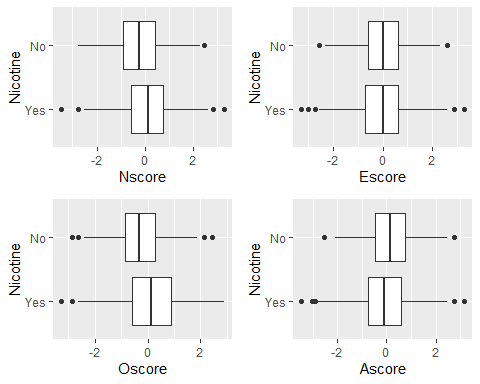 Nicotine
No
Yes
-2 0 2
Nscore
Nicotine
No
Yes
-2 0 2
Escore
Nicotine
No
Yes
-2 0 2
Oscore
Nicotine
No
Yes
-2 0 2
Ascore